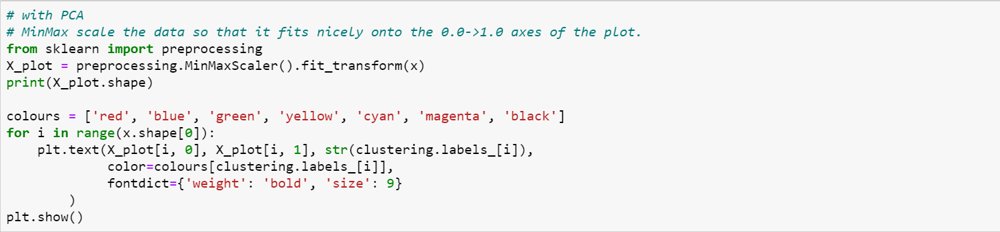 # with PCA
# MinMax scale the data so that it fits nicely onto the 0.0->1.0 axes of the plot.
from sklearn import preprocessing
X_plot = preprocessing.MinMaxScaler().fit_transform(x)
print(X_plot.shape)

colours = ['red', 'blue', 'green', 'yellow', 'cyan', 'magenta', 'black']
for i in range(x.shape[0]):
    plt.text(X_plot[i, 0], X_plot[i, 1], str(clustering.labels_[i]),
             color=colours[clustering.labels_[i]],
             fontdict={'weight': 'bold', 'size': 9}
        )
plt.show()